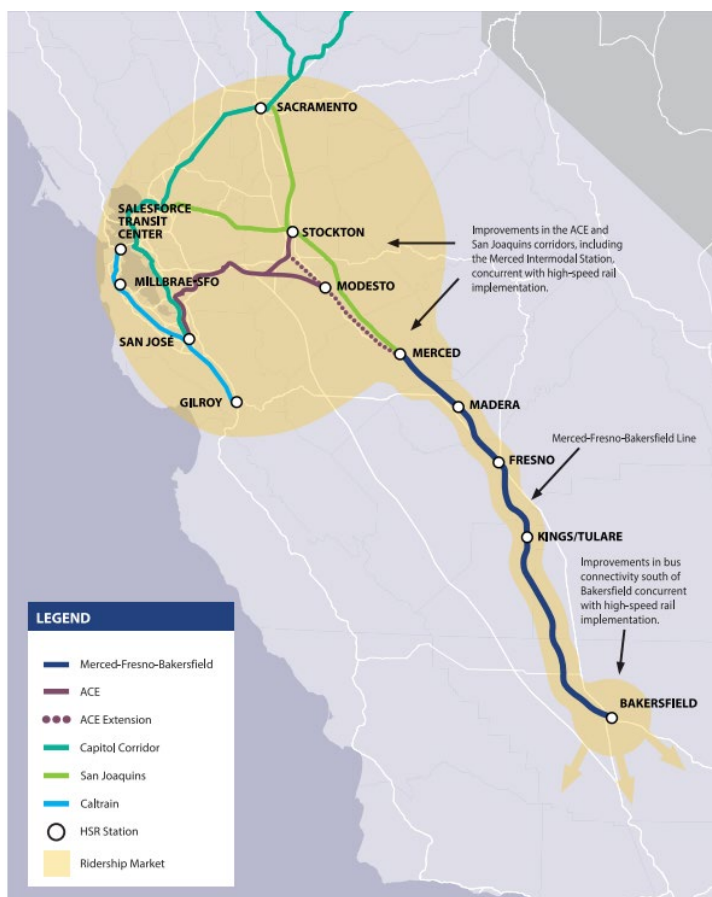 SACRAMENTO
SALESFORCE
TRANSIT
CENTER
STOCKTON
Improvements in the ACE and
San Joaquins corridors, including
the Merced Intermodal Station,
concurrent with high-speed rail
implementation.
MILLBRAE-SFO
MODESTO
SAN JOSÉ
MERCED
GILROY
MADERA
Merced-Fresno-Bakersfield Line
FRESNO
KINGS/TULARE
Improvements in bus
connectivity south of
Bakersfield concurrent
with high-speed rail
implementation.
BAKERSFIELD
LEGEND
Merced-Fresno-Bakersfield
ACE
ACE Extension
Capitol Corridor
San Joaquins
Caltrain
HSR Station
Ridership Market